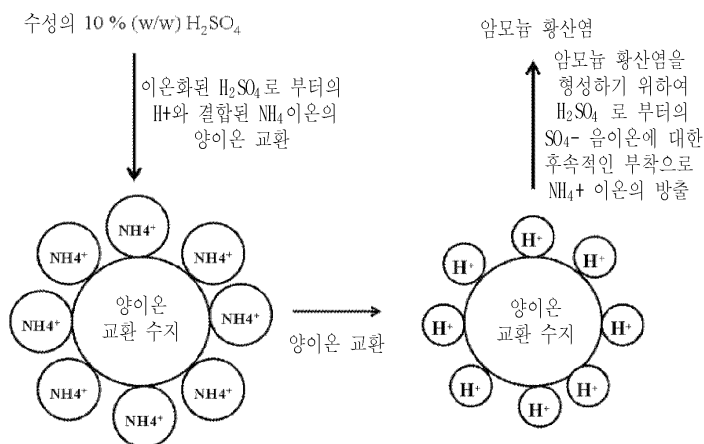 수성의 10 % (w/w) H₂SO₄
이온화된 H₂SO₄로 부터의
H+와 결합된 NH₄이온의
양이온 교환
암모늄 황산염
암모늄 황산염을
형성하기 위하여
H₂SO₄ 로 부터의
SO₄- 음이온에 대한
후속적인 부착으로
NH₄+ 이온의 방출
NH4⁺
NH4⁺
NH4⁺
NH4⁺
NH4⁺
NH4⁺
NH4⁺
NH4⁺
양이온
교환 수지
양이온 교환
H⁺
H⁺
H⁺
H⁺
H⁺
H⁺
H⁺
H⁺
양이온
교환 수지